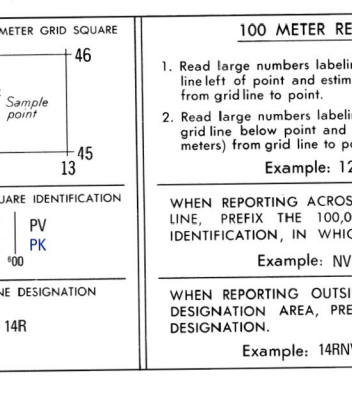 METER GRID SQUARE
46
Sample
point
45
13
UARE IDENTIFICATION
PV
PK
⁶00
NE DESIGNATION
14R
100 METER RE
1. Read large numbers labeli
line left of point and estim
from grid line to point.
2. Read large numbers labeli
grid line below point and
meters) from grid line to po
Example: 12
WHEN REPORTING ACROS
LINE, PREFIX THE 100,0
IDENTIFICATION, IN WHIC
Example: NV
WHEN REPORTING OUTSI
DESIGNATION AREA, PRE
DESIGNATION.
Example: 14RNV